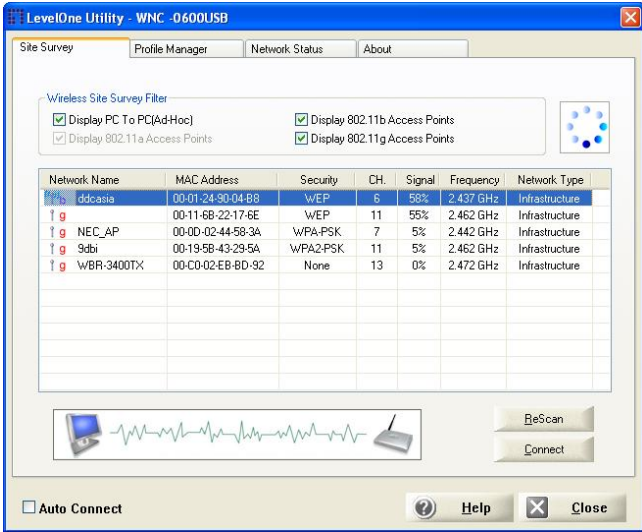 LevelOne Utility - WNC -0600USB
Site Survey Profile Manager Network Status About
Wireless Site Survey Filter
Display PC To PC(Ad-Hoc) Display 802.11b Access Points
Display 802.11a Access Points Display 802.11g Access Points
Network Name MAC Address Security CH. Signal Frequency Network Type
b ddcasia 00-01-24-90-04-B8 WEP 6 58% 2.437 GHz Infrastructure
g 00-11-6B-22-17-6E WEP 11 55% 2.462 GHz Infrastructure
g NEC_AP 00-0D-02-44-58-3A WPA-PSK 7 5% 2.442 GHz Infrastructure
g 9dbi 00-19-5B-43-29-5A WPA2-PSK 11 5% 2.462 GHz Infrastructure
g WBR-3400TX 00-C0-02-EB-BD-92 None 13 0% 2.472 GHz Infrastructure
ReScan
Connect
Auto Connect ? Help Close